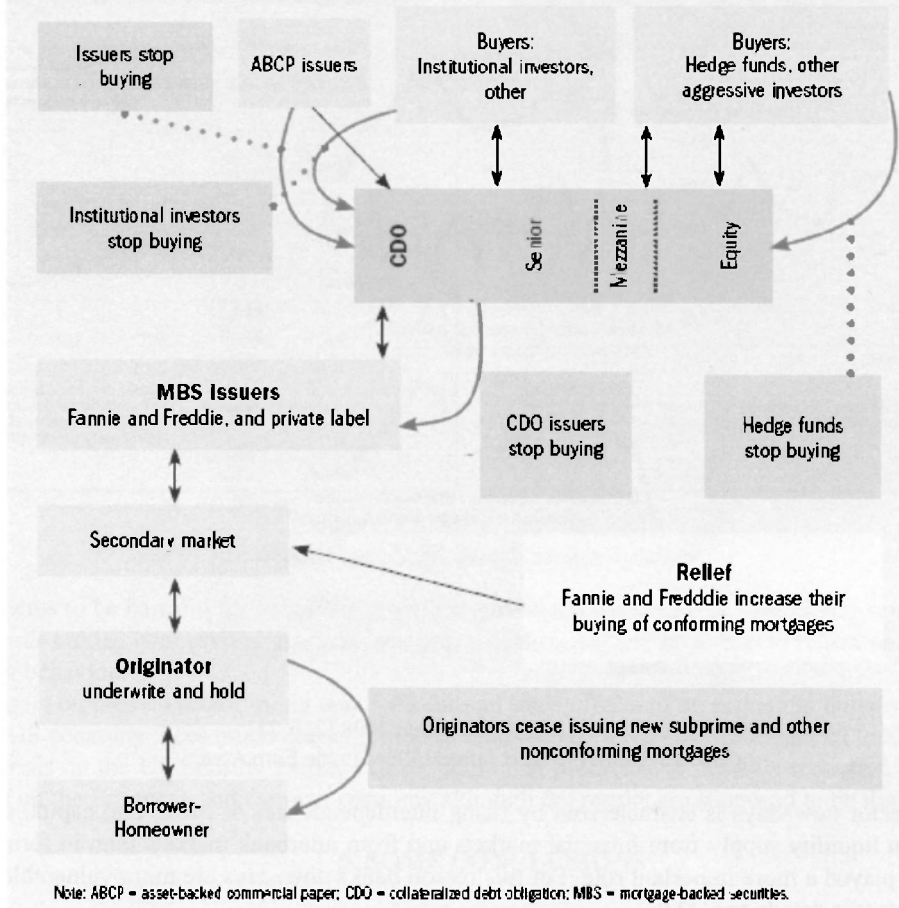 Issuers stop
buying
ABCP issuers
Buyers:
Institutional investors,
other
Buyers:
Hedge funds, other
aggressive investors
Institutional investors
stop buying
CDO
Senior
Mezzanine
Equity
MBS issuers
Fannie and Freddie, and private label
CDO issuers
stop buying
Hedge funds
stop buying
Secondary market
Relief
Fannie and Fredddie increase their
buying of conforming mortgages
Originator
underwrite and hold
Originators cease issuing new subprime and other
nonconforming mortgages
Borrower-
Homeowner
Note: ABCP = asset-backed commercial paper; CDO = collateralized debt obligation; MBS = mortgage-backed securities.